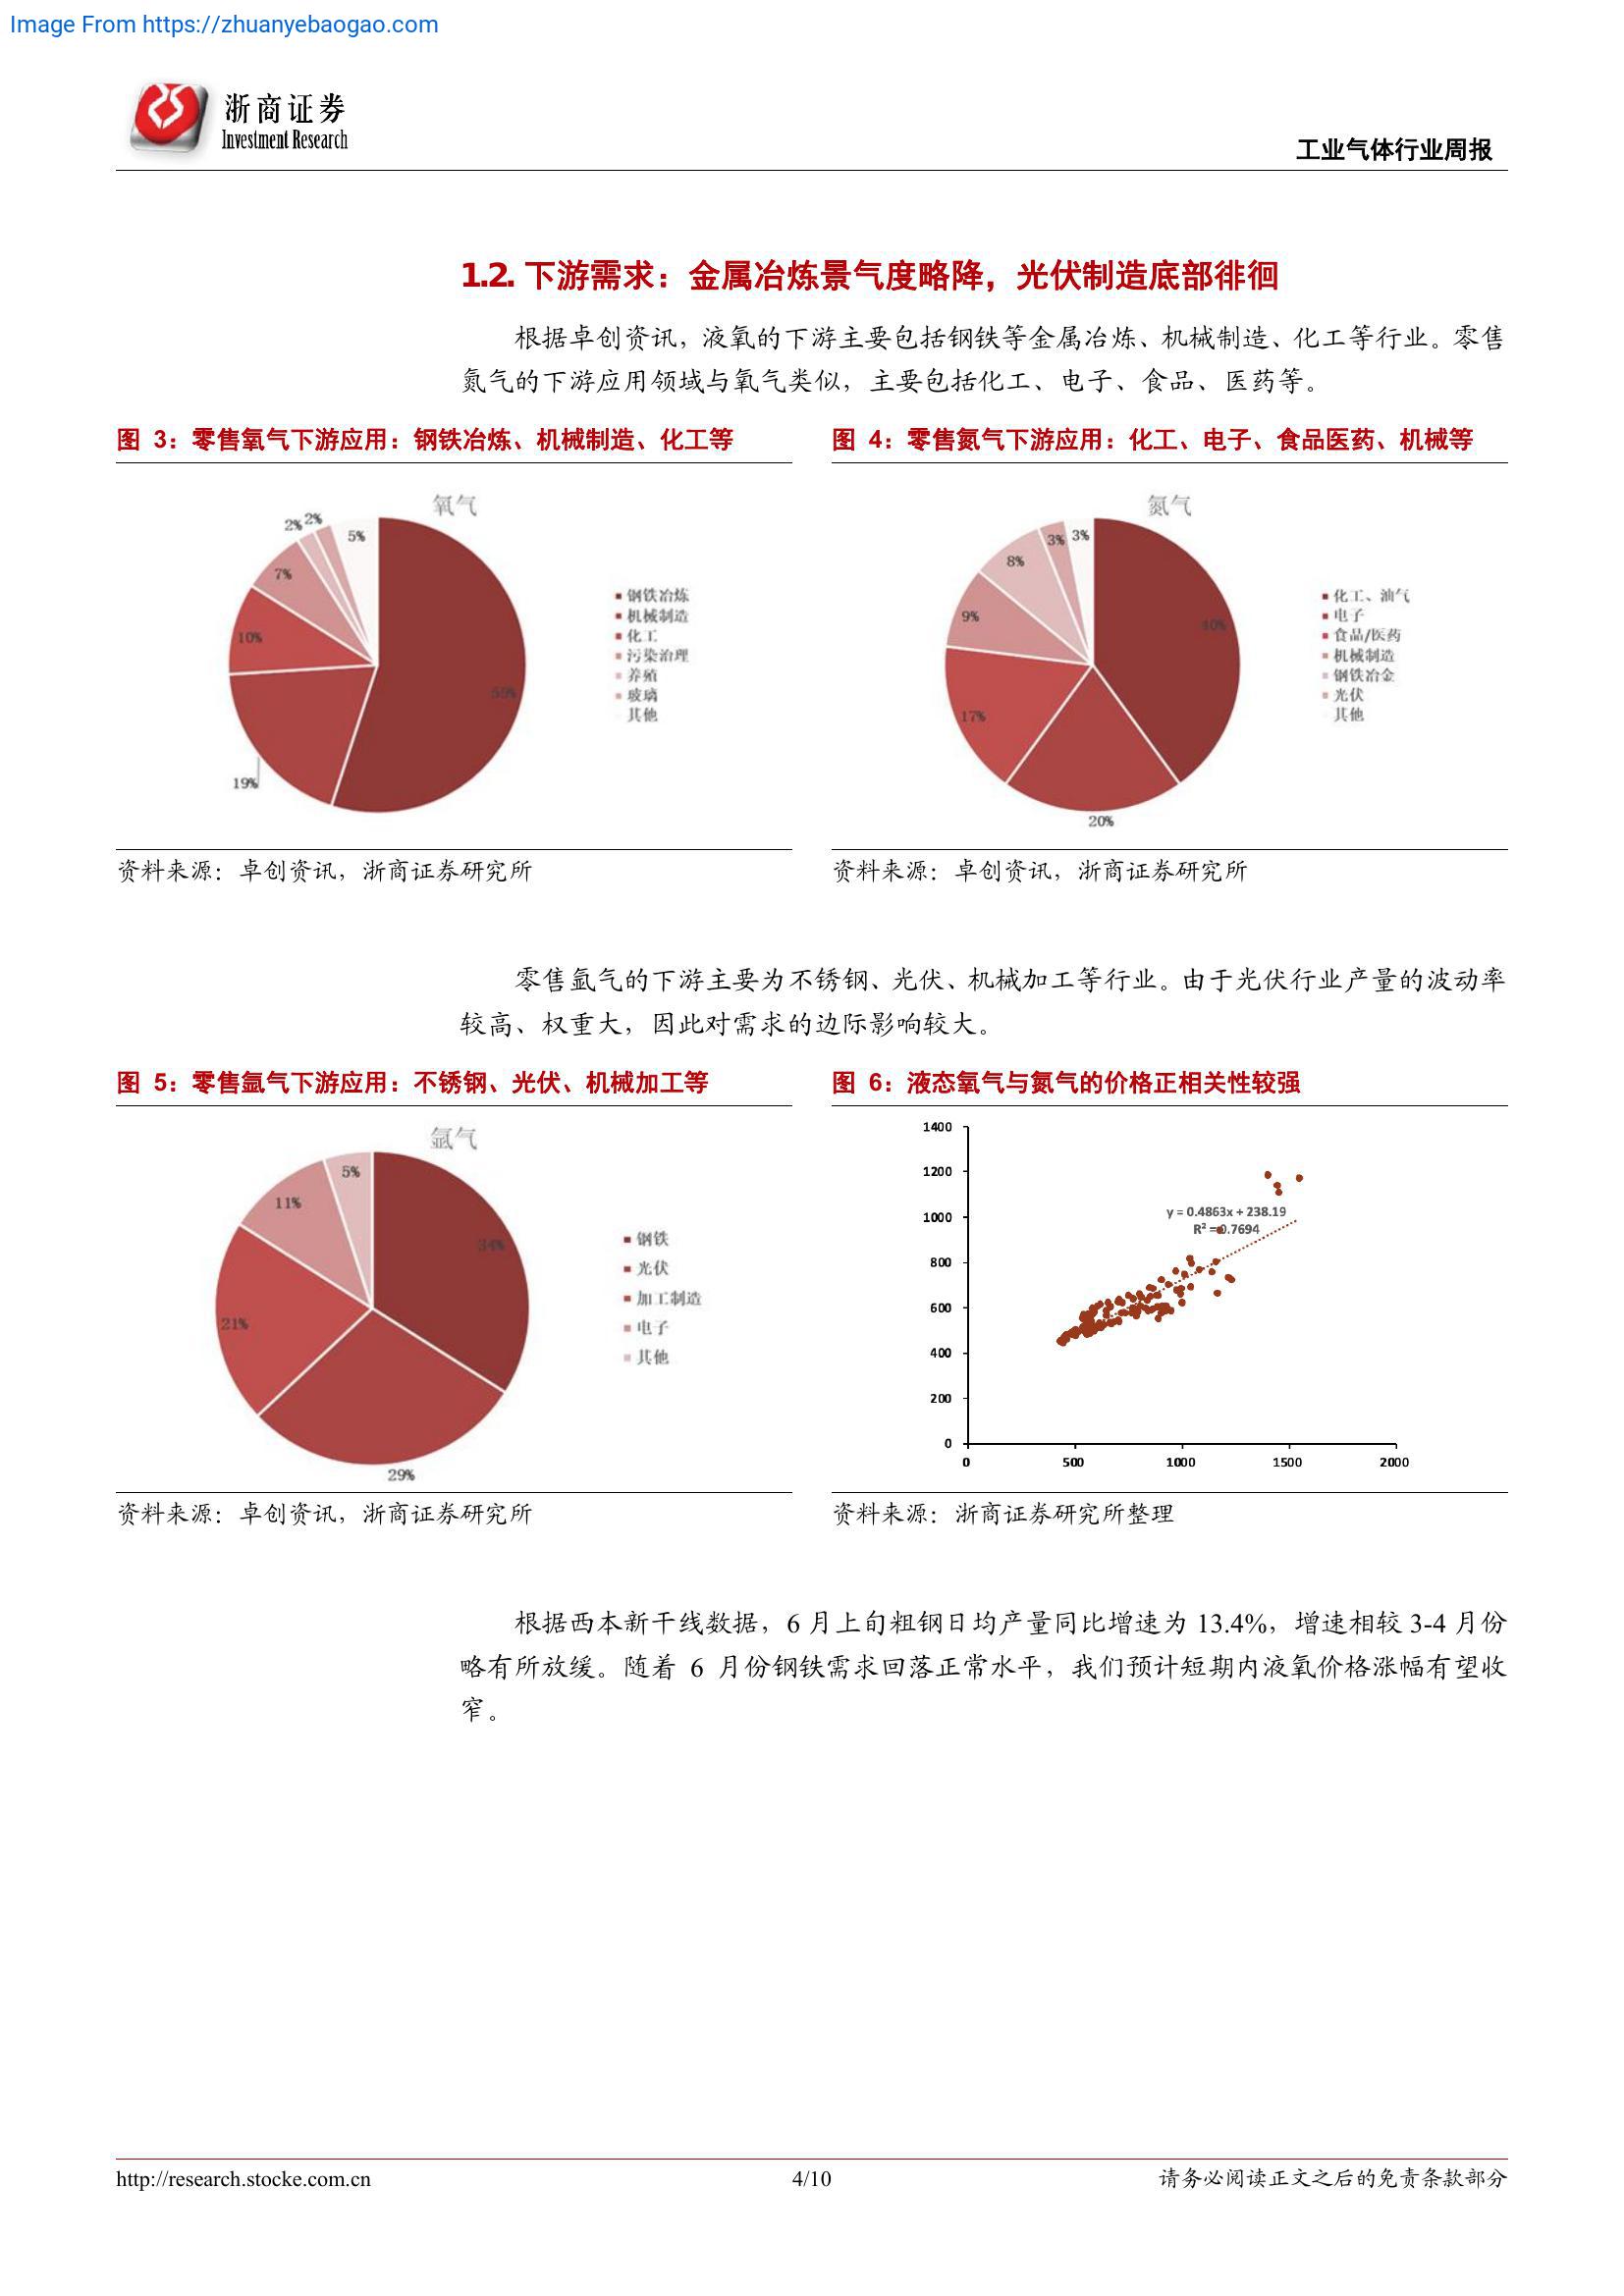 Image From https://zhuanyebaogao.com
浙商证券
Investment Research
工业气体行业周报
1.2. 下游需求：金属冶炼景气度略降，光伏制造底部徘徊
根据卓创资讯，液氧的下游主要包括钢铁等金属冶炼、机械制造、化工等行业。零售
氮气的下游应用领域与氧气类似，主要包括化工、电子、食品、医药等。
图 3：零售氧气下游应用：钢铁冶炼、机械制造、化工等
氧气
2%
2%
5%
7%
10%
55%
19%
钢铁冶炼
机械制造
化工
污染治理
养殖
玻璃
其他
资料来源：卓创资讯，浙商证券研究所
图 4：零售氮气下游应用：化工、电子、食品医药、机械等
氮气
3%
3%
8%
9%
40%
17%
20%
化工、油气
电子
食品/医药
机械制造
钢铁冶金
光伏
其他
资料来源：卓创资讯，浙商证券研究所
零售氩气的下游主要为不锈钢、光伏、机械加工等行业。由于光伏行业产量的波动率
较高、权重大，因此对需求的边际影响较大。
图 5：零售氩气下游应用：不锈钢、光伏、机械加工等
氩气
5%
11%
34%
21%
29%
钢铁
光伏
加工制造
电子
其他
资料来源：卓创资讯，浙商证券研究所
图 6：液态氧气与氮气的价格正相关性较强
1400
1200
1000
800
600
400
200
0
y = 0.4863x + 238.19
R² = 0.7694
0 500 1000 1500 2000
资料来源：浙商证券研究所整理
根据西本新干线数据，6 月上旬粗钢日均产量同比增速为 13.4%，增速相较 3-4 月份
略有所放缓。随着 6 月份钢铁需求回落正常水平，我们预计短期内液氧价格涨幅有望收
窄。
http://research.stocke.com.cn
4/10
请务必阅读正文之后的免责条款部分